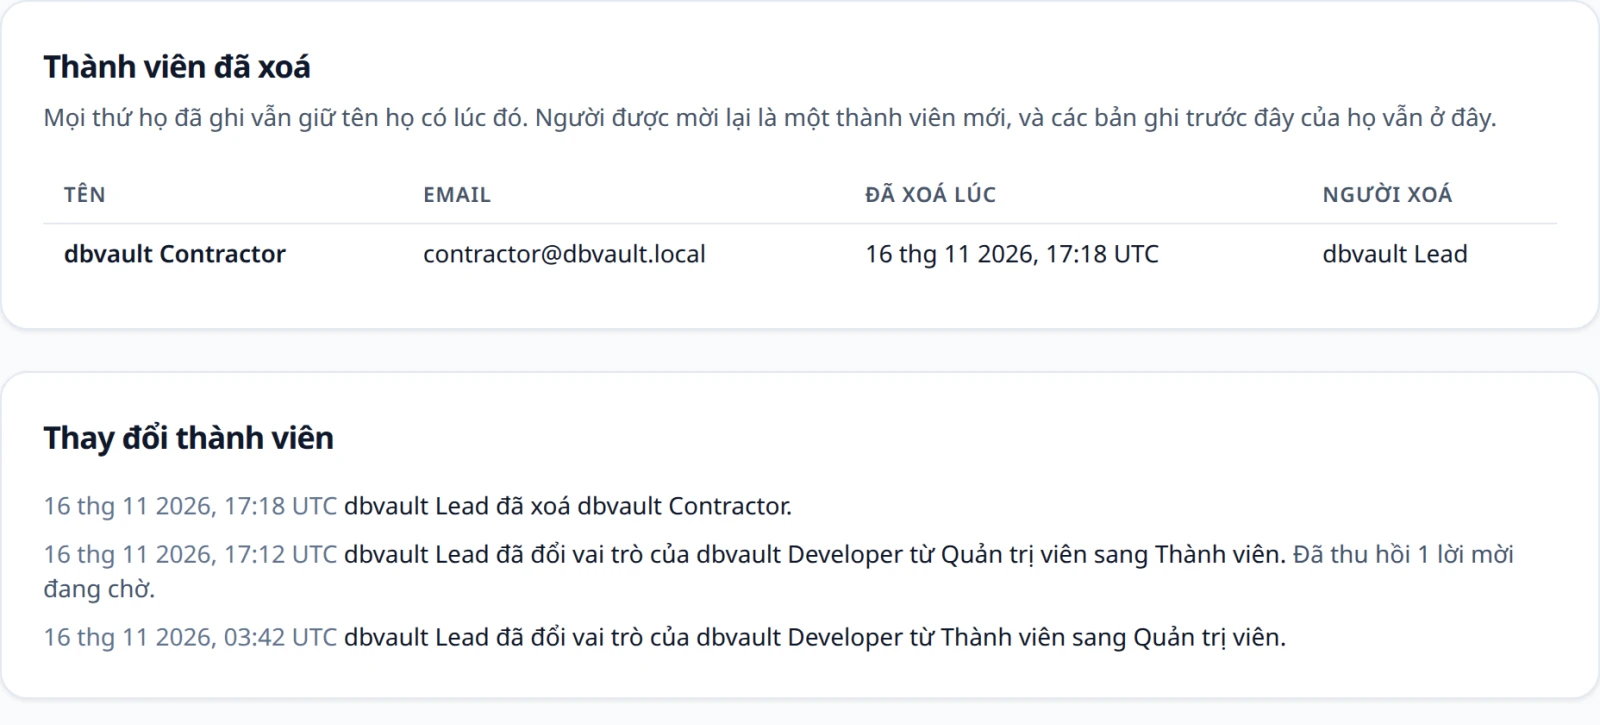 Thành viên đã xoá
Mọi thứ họ đã ghi vẫn giữ tên họ có lúc đó. Người được mời lại là một thành viên mới, và các bản ghi trước đây của họ vẫn ở đây.
TÊN EMAIL ĐÃ XOÁ LÚC NGƯỜI XOÁ
dbvault Contractor contractor@dbvault.local 16 thg 11 2026, 17:18 UTC dbvault Lead
Thay đổi thành viên
16 thg 11 2026, 17:18 UTC dbvault Lead đã xoá dbvault Contractor.
16 thg 11 2026, 17:12 UTC dbvault Lead đã đổi vai trò của dbvault Developer từ Quản trị viên sang Thành viên. Đã thu hồi 1 lời mời
đang chờ.
16 thg 11 2026, 03:42 UTC dbvault Lead đã đổi vai trò của dbvault Developer từ Thành viên sang Quản trị viên.